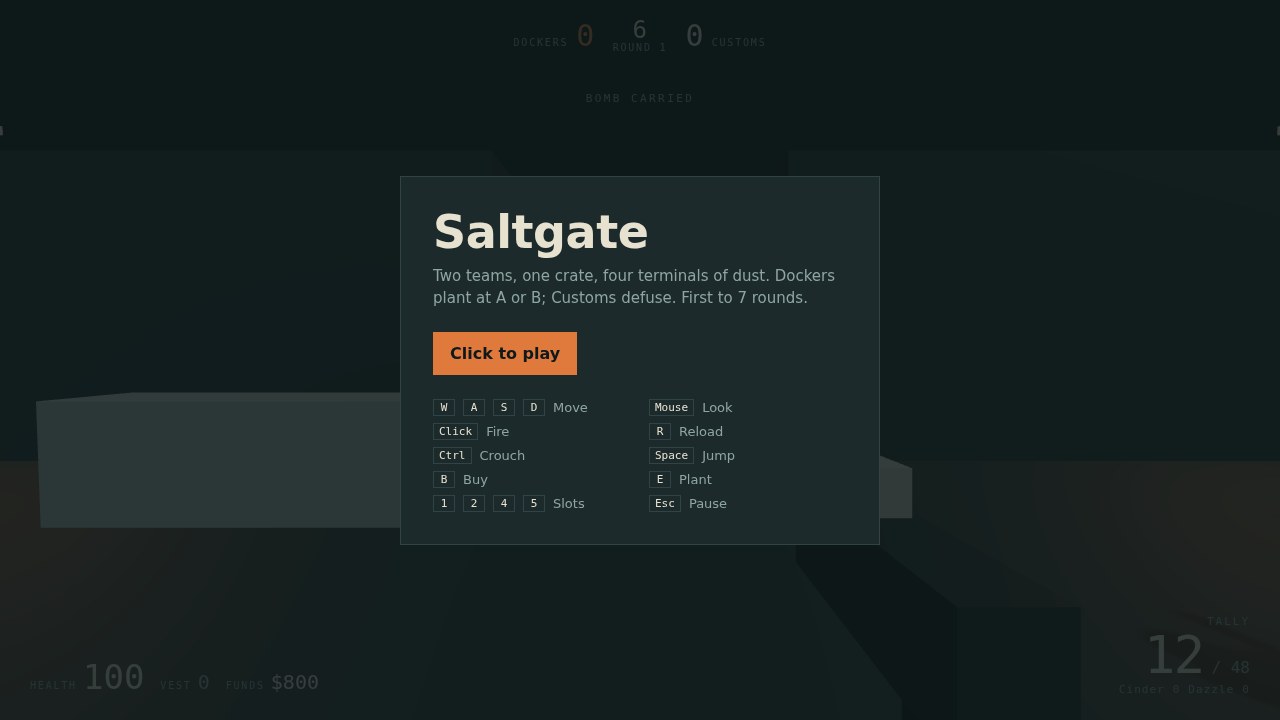 DOCKERS 0 6 0 CUSTOMS
ROUND 1
BOMB CARRIED
Saltgate
Two teams, one crate, four terminals of dust. Dockers
plant at A or B; Customs defuse. First to 7 rounds.
Click to play
W A S D Move
Mouse Look
Click Fire
R Reload
Ctrl Crouch
Space Jump
B Buy
E Plant
1 2 4 5 Slots
Esc Pause
TALLY
HEALTH 100 VEST 0 FUNDS $800
12 / 48
Cinder 0 Dazzle 0